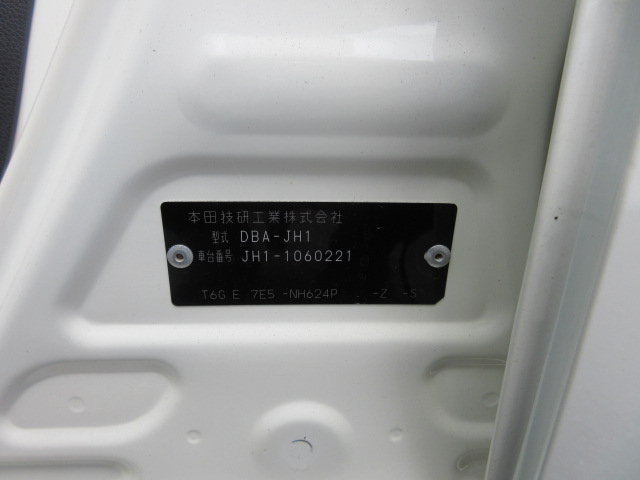 本田技研工業株式会社
型式 DBA-JH1
車台番号 JH1-1060221
T6G E 7E5 -NH624P -Z -S